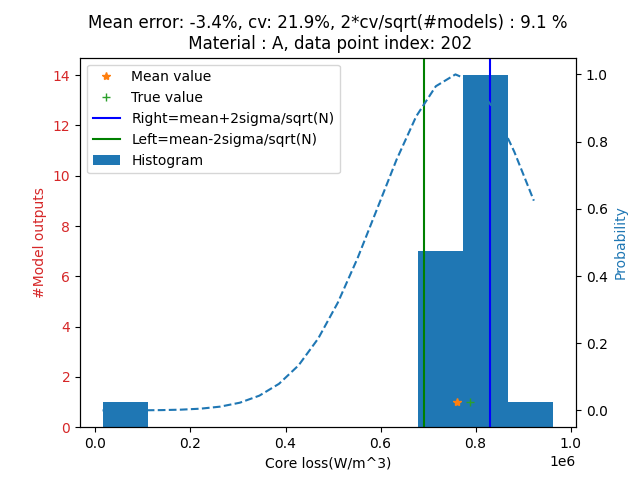 Mean error: -3.4%, cv: 21.9%, 2*cv/sqrt(#models) : 9.1 %
Material : A, data point index: 202
Mean value
True value
Right=mean+2sigma/sqrt(N)
Left=mean-2sigma/sqrt(N)
Histogram
#Model outputs
14
12
10
8
6
4
2
0
1.0
0.8
0.6
0.4
0.2
0.0
Probability
0.0 0.2 0.4 0.6 0.8 1.0
1e6
Core loss(W/m^3)